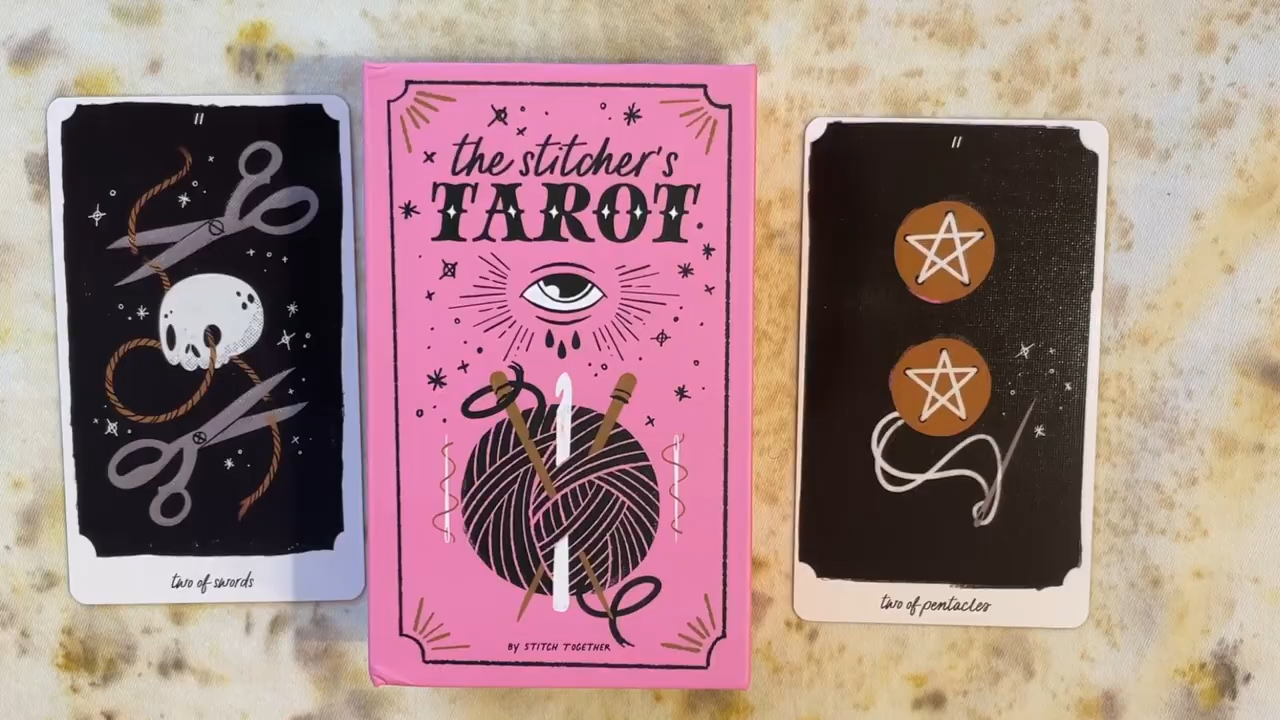 II
two of swords
the stitcher's
TAROT
BY STITCH TOGETHER
II
two of pentacles